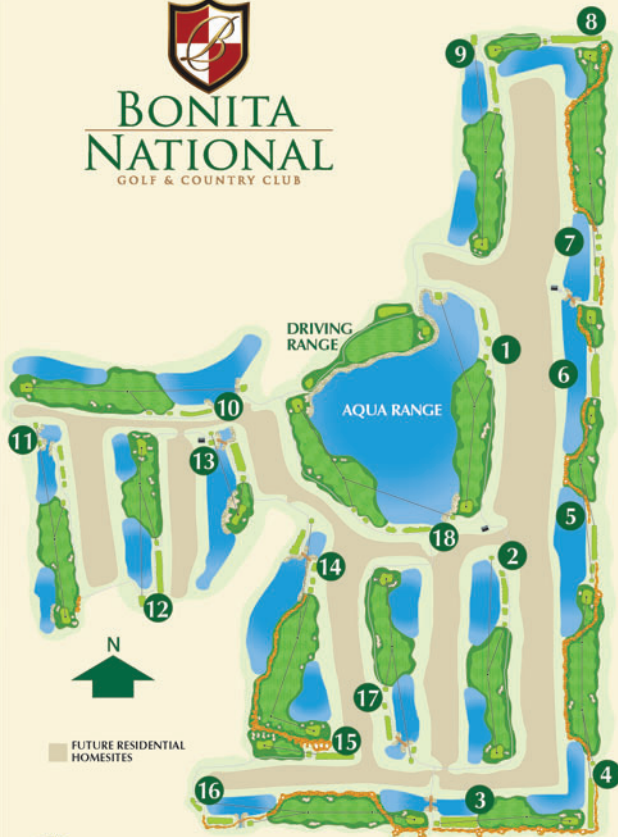 B
BONITA
NATIONAL
GOLF & COUNTRY CLUB
8
9
7
DRIVING
RANGE
1
6
AQUA RANGE
10
11
13
5
18
2
14
12
N
17
15
FUTURE RESIDENTIAL
HOMESITES
16
3
4